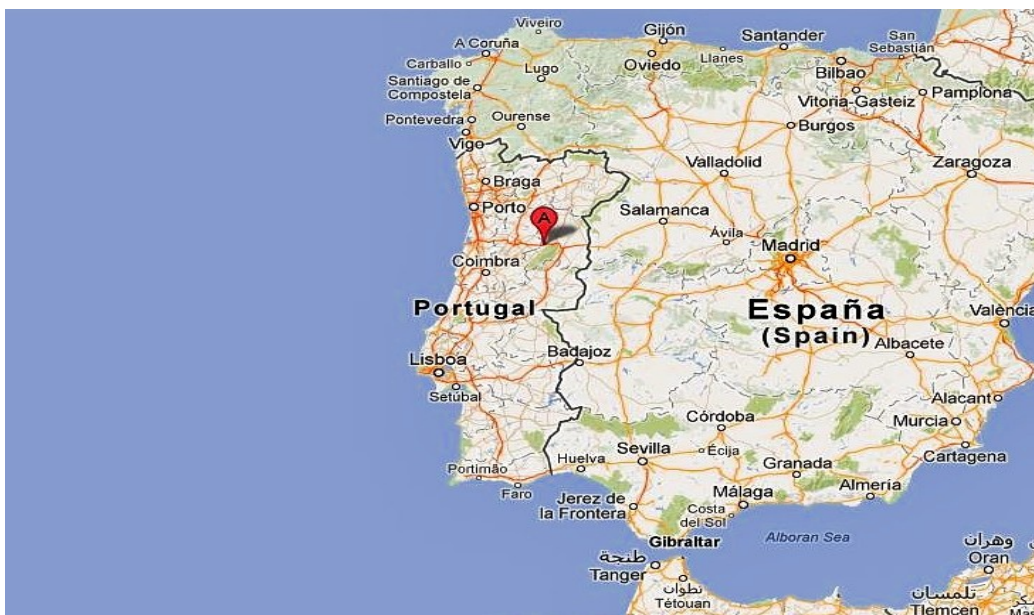 Viveiro
Gijón
Santander
San
Sebastián
A Coruña
Carballo
Lugo
Oviedo
Llanes
Bilbao
Santiago de
Compostela
Vitoria-Gasteiz
Pamplona
Pontevedra
Ourense
Burgos
Vigo
Valladolid
Zaragoza
Braga
Porto
A
Salamanca
Ávila
Madrid
Coimbra
Portugal
España
(Spain)
Valencia
Lisboa
Badajoz
Albacete
Setúbal
Alacant
Córdoba
Murcia
Sevilla
Écija
Cartagena
Portimão
Huelva
Granada
Faro
Almería
Jerez de
la Frontera
Málaga
Costa
del Sol
Gibraltar
Alboran Sea
طنجة
Tanger
وهران
Oran
تطوان
Tétouan
تلمسان
Tlemcen